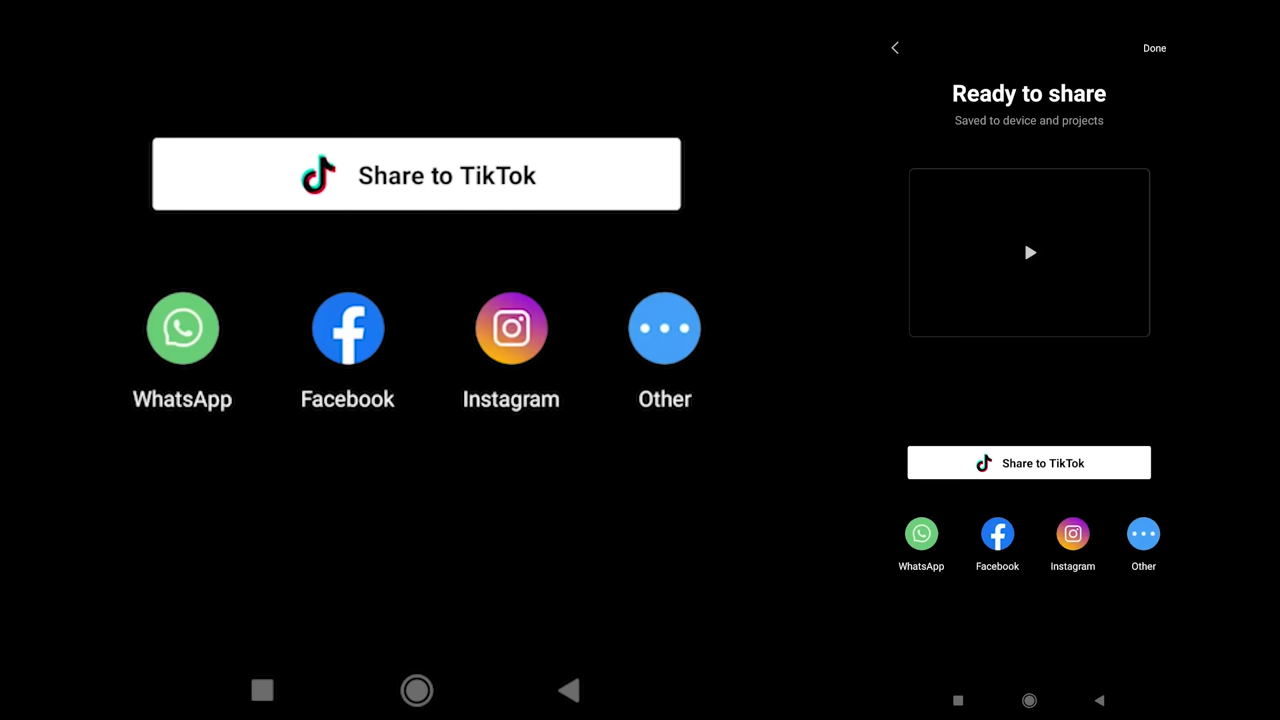 Share to TikTok
WhatsApp Facebook Instagram Other
Done
Ready to share
Saved to device and projects
Share to TikTok
WhatsApp Facebook Instagram Other